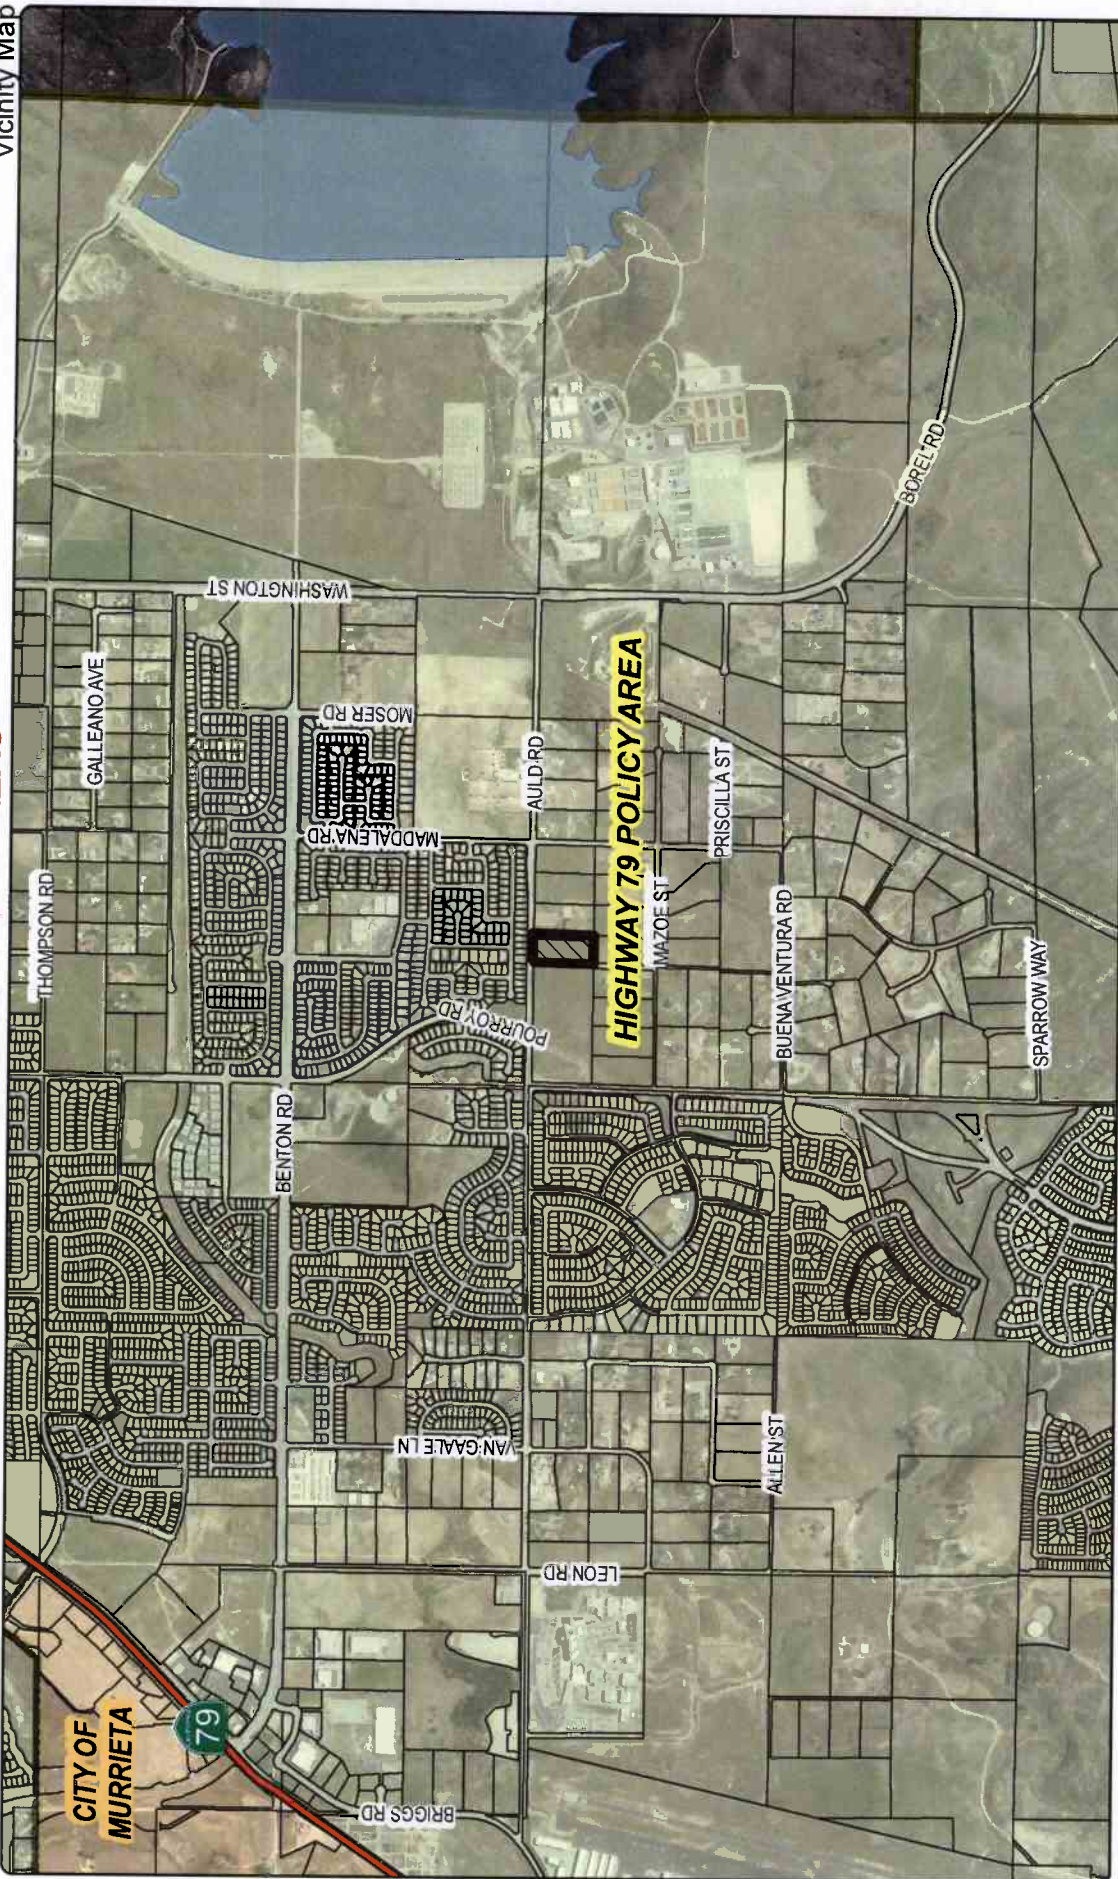 Vicinity Map
THOMPSON RD
GALLEANO AVE
WASHINGTON ST
MOSER RD
MADDALENA RD
BENTON RD
POURROY RD
AULD RD
HIGHWAY 79 POLICY AREA
MAZOE ST
PRISCILLA ST
BUENAVENTURA RD
SPARROW WAY
BOREL RD
VAN GAALE LN
ALLEN ST
LEON RD
BRIGGS RD
CITY OF
MURRIETA
79